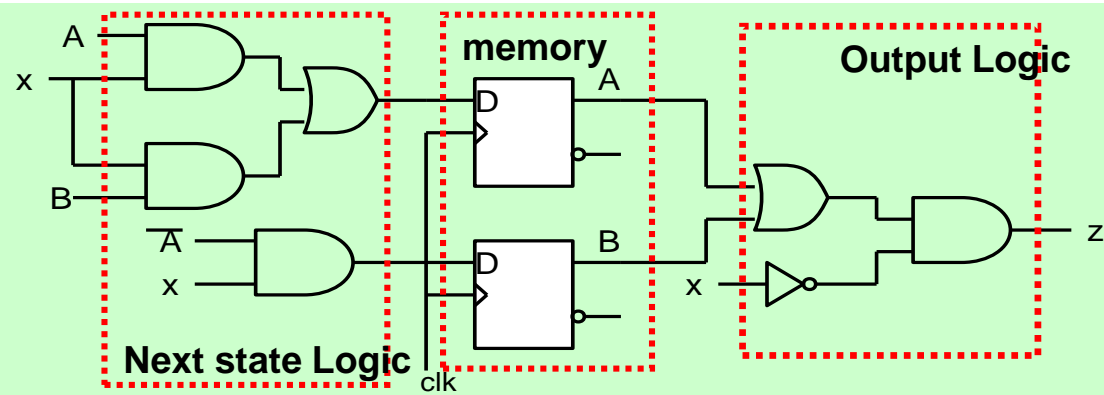 A
x
B
A̅
x
Next state Logic
memory
D
A
D
B
clk
Output Logic
x
z